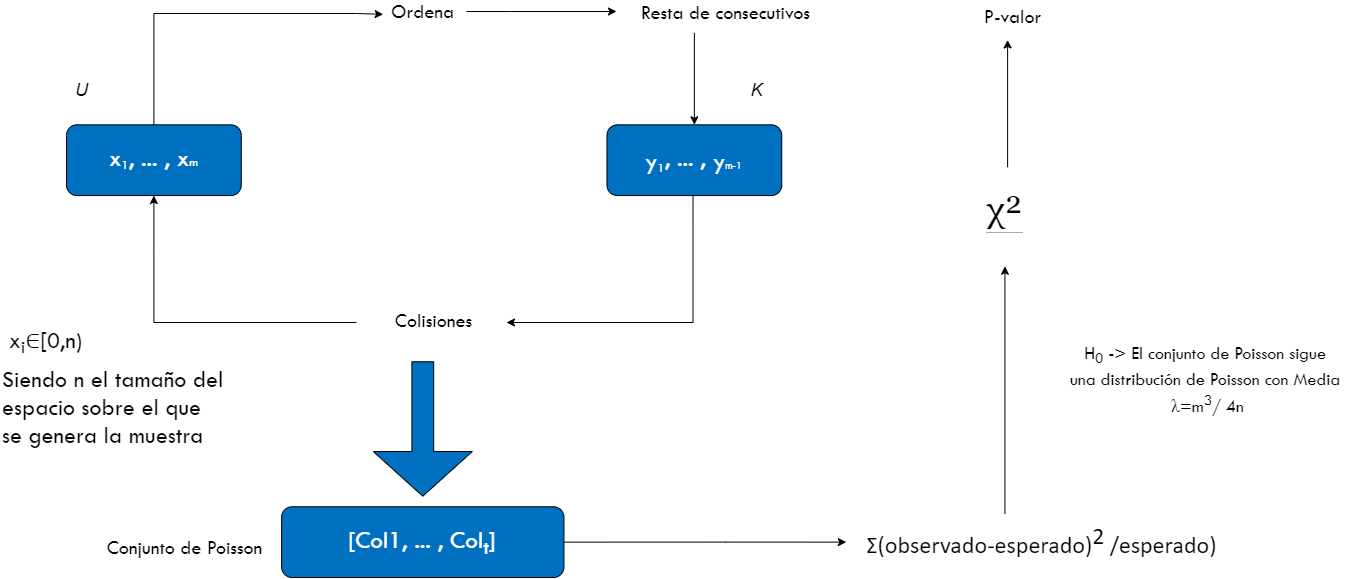 Ordena
Resta de consecutivos
P-valor
U
K
x₁, ... , xₘ
y₁, ... , yₘ₋₁
χ²
Colisiones
xᵢ∈[0,n)
Siendo n el tamaño del
espacio sobre el que
se genera la muestra
H₀ -> El conjunto de Poisson sigue
una distribución de Poisson con Media
λ=m³/ 4n
Conjunto de Poisson
[Col1, ... , Colₜ]
Σ(observado-esperado)² /esperado)